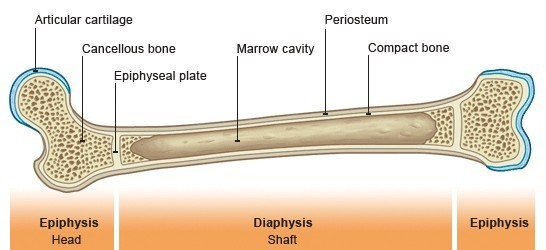 Articular cartilage
Periosteum
Cancellous bone
Marrow cavity
Compact bone
Epiphyseal plate
Epiphysis
Head
Diaphysis
Shaft
Epiphysis